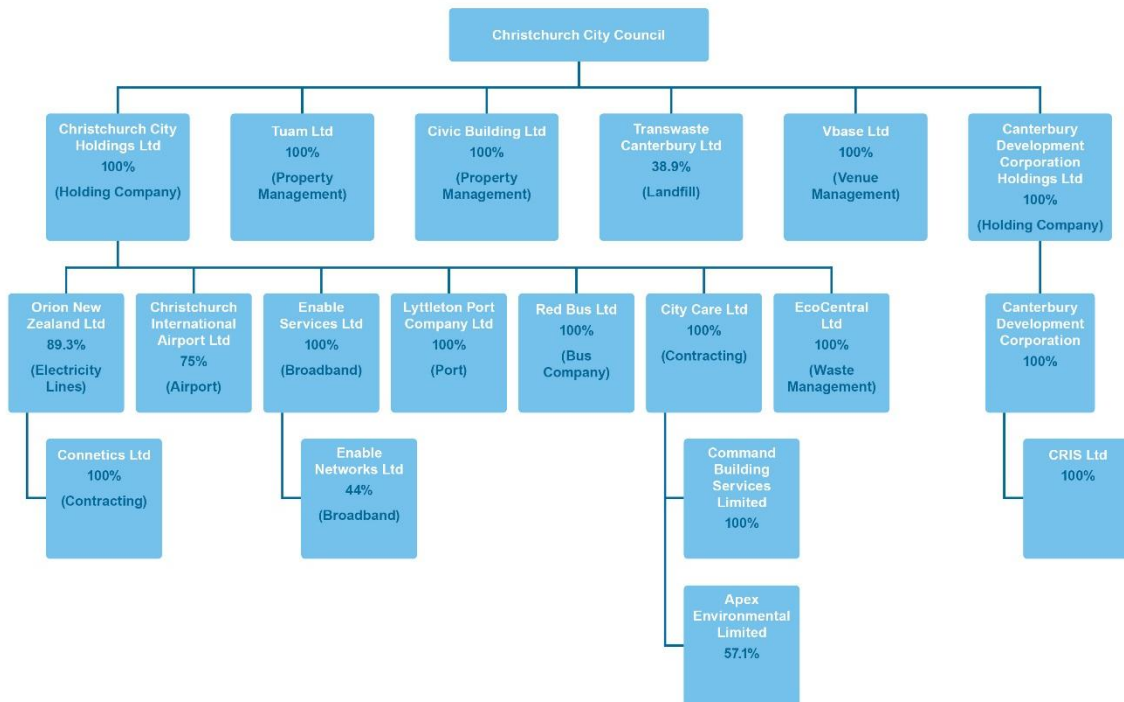 Christchurch City Council
Christchurch City
Holdings Ltd
100%
(Holding Company)
Tuam Ltd
100%
(Property
Management)
Civic Building Ltd
100%
(Property
Management)
Transwaste
Canterbury Ltd
38.9%
(Landfill)
Vbase Ltd
100%
(Venue
Management)
Canterbury
Development
Corporation
Holdings Ltd
100%
(Holding Company)
Orion New
Zealand Ltd
89.3%
(Electricity
Lines)
Christchurch
International
Airport Ltd
75%
(Airport)
Enable
Services Ltd
100%
(Broadband)
Lyttleton Port
Company Ltd
100%
(Port)
Red Bus Ltd
100%
(Bus
Company)
City Care Ltd
100%
(Contracting)
EcoCentral
Ltd
100%
(Waste
Management)
Canterbury
Development
Corporation
100%
Connetics Ltd
100%
(Contracting)
Enable
Networks Ltd
44%
(Broadband)
Command
Building
Services
Limited
100%
CRIS Ltd
100%
Apex
Environmental
Limited
57.1%